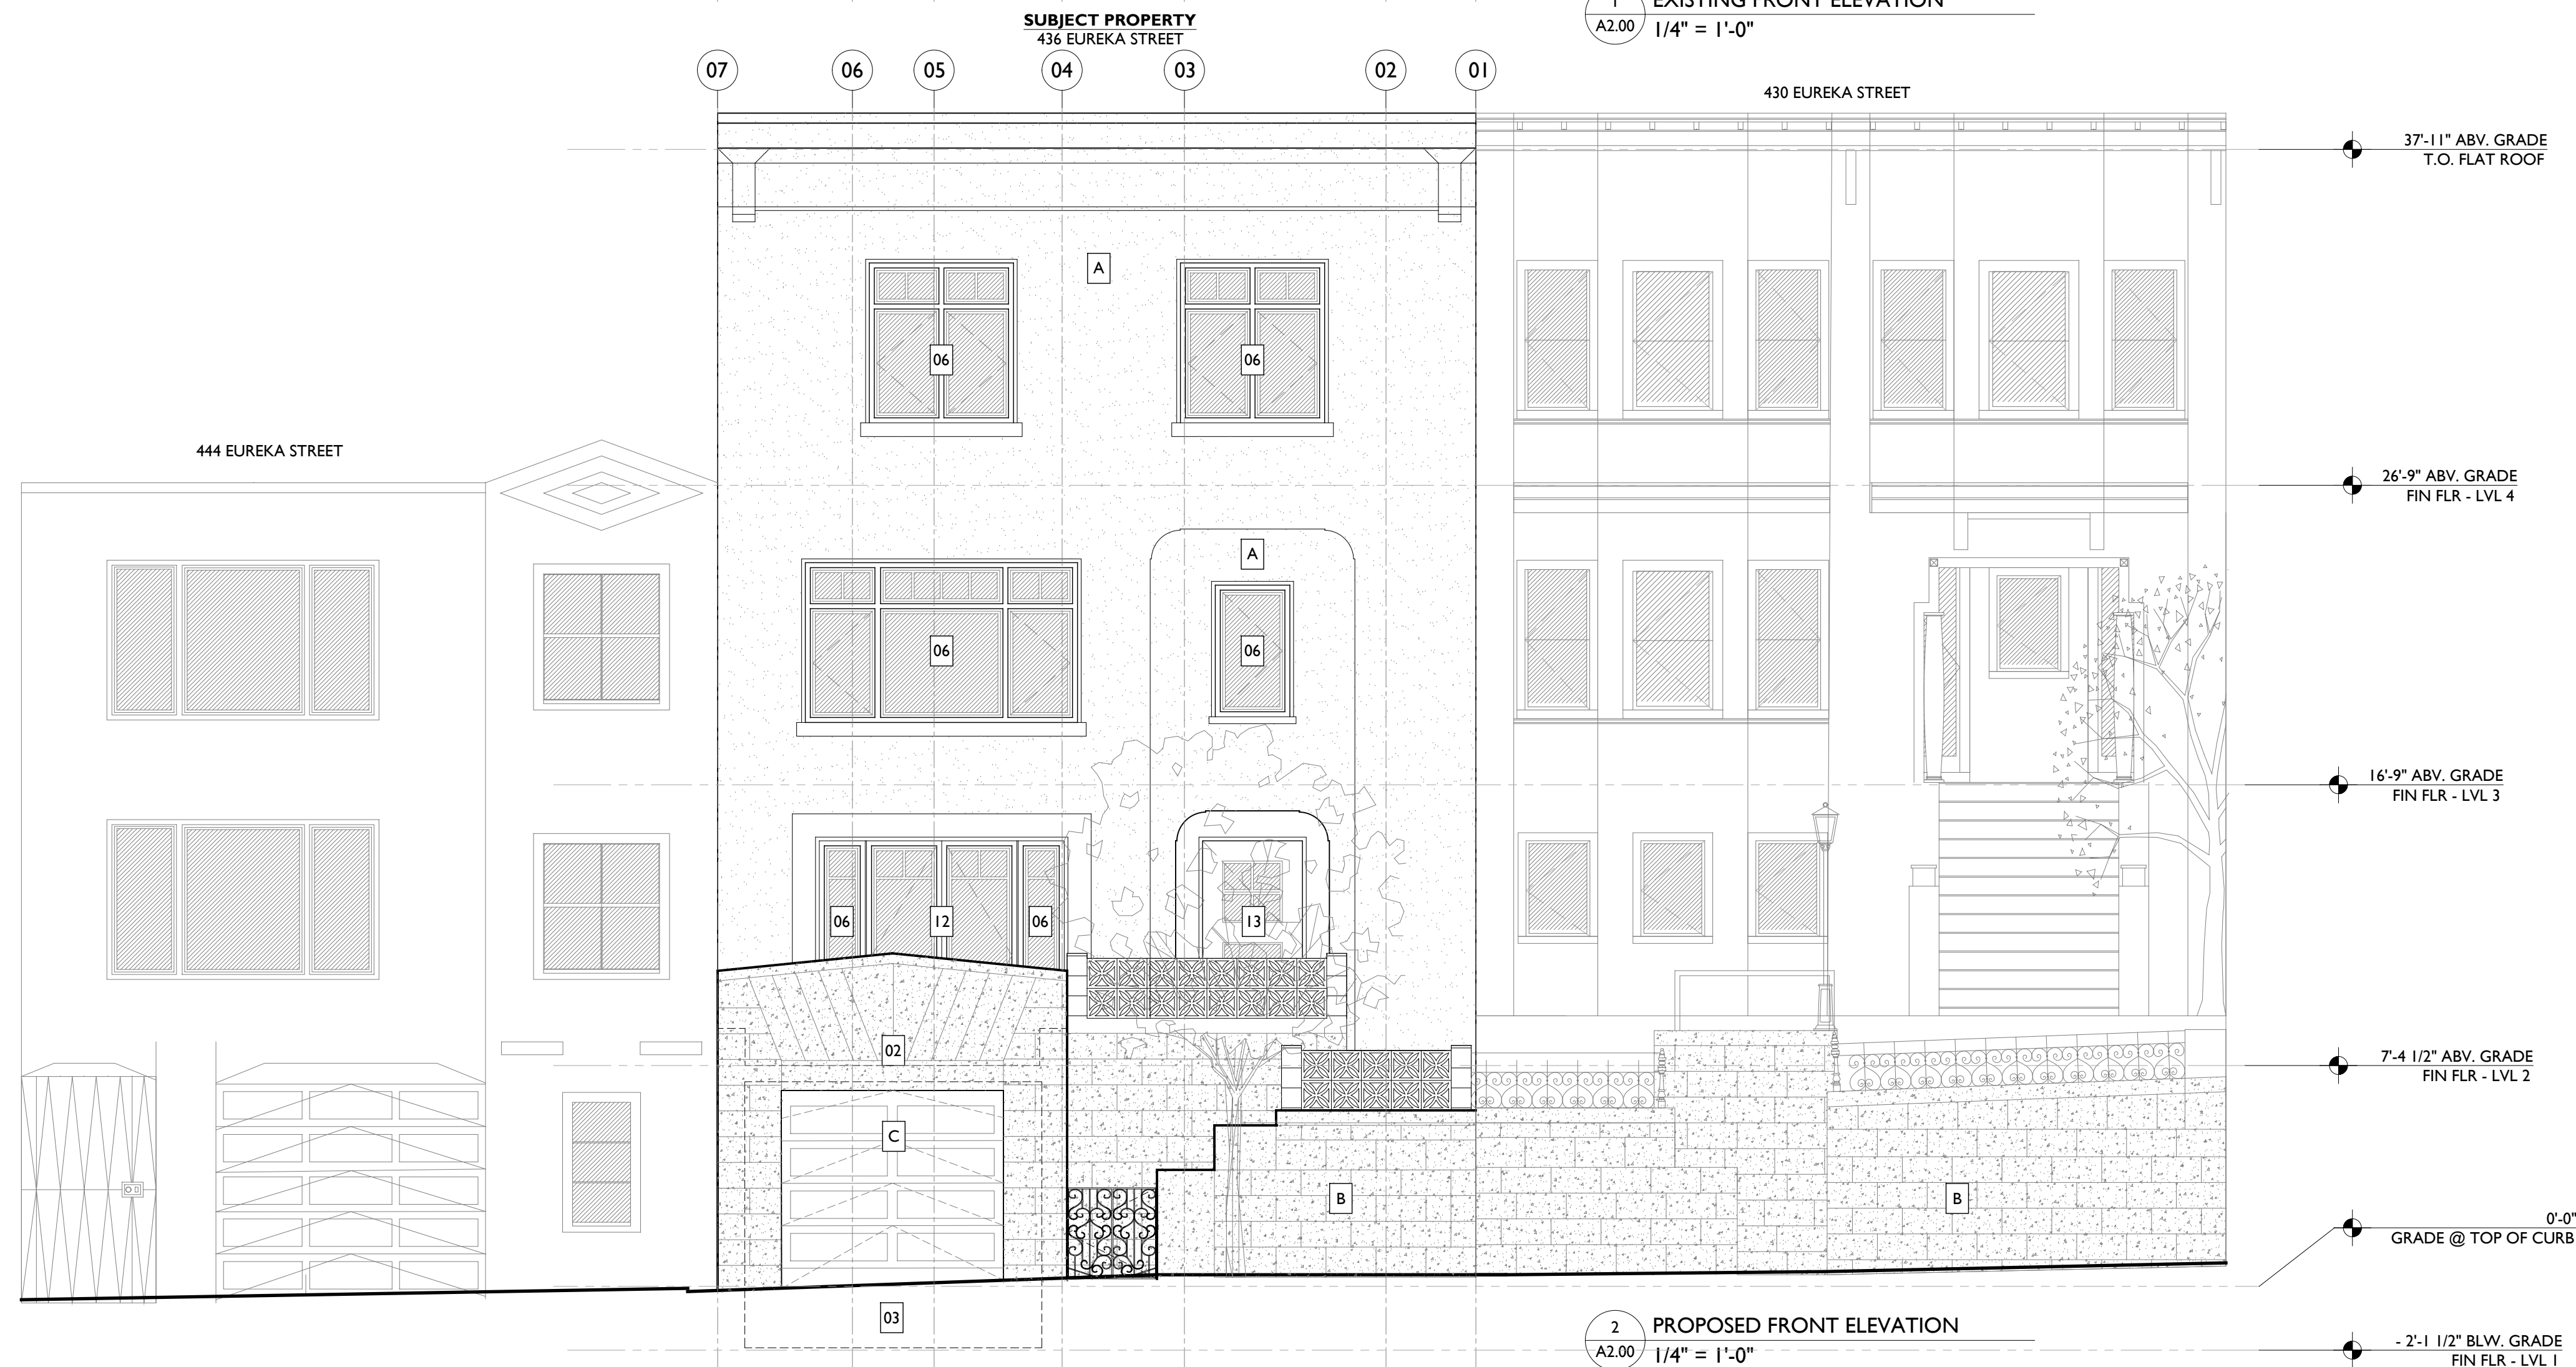 1 EXISTING FRONT ELEVATION
A2.00 1/4" = 1'-0"
SUBJECT PROPERTY
436 EUREKA STREET
07 06 05 04 03 02 01
430 EUREKA STREET
37'-11" ABV. GRADE
T.O. FLAT ROOF
A
06 06
444 EUREKA STREET
26'-9" ABV. GRADE
FIN FLR - LVL 4
A
06 06
16'-9" ABV. GRADE
FIN FLR - LVL 3
06 12 06 13
02
7'-4 1/2" ABV. GRADE
FIN FLR - LVL 2
C
B B
0'-0"
GRADE @ TOP OF CURB
03
2 PROPOSED FRONT ELEVATION
A2.00 1/4" = 1'-0"
- 2'-1 1/2" BLW. GRADE
FIN FLR - LVL 1